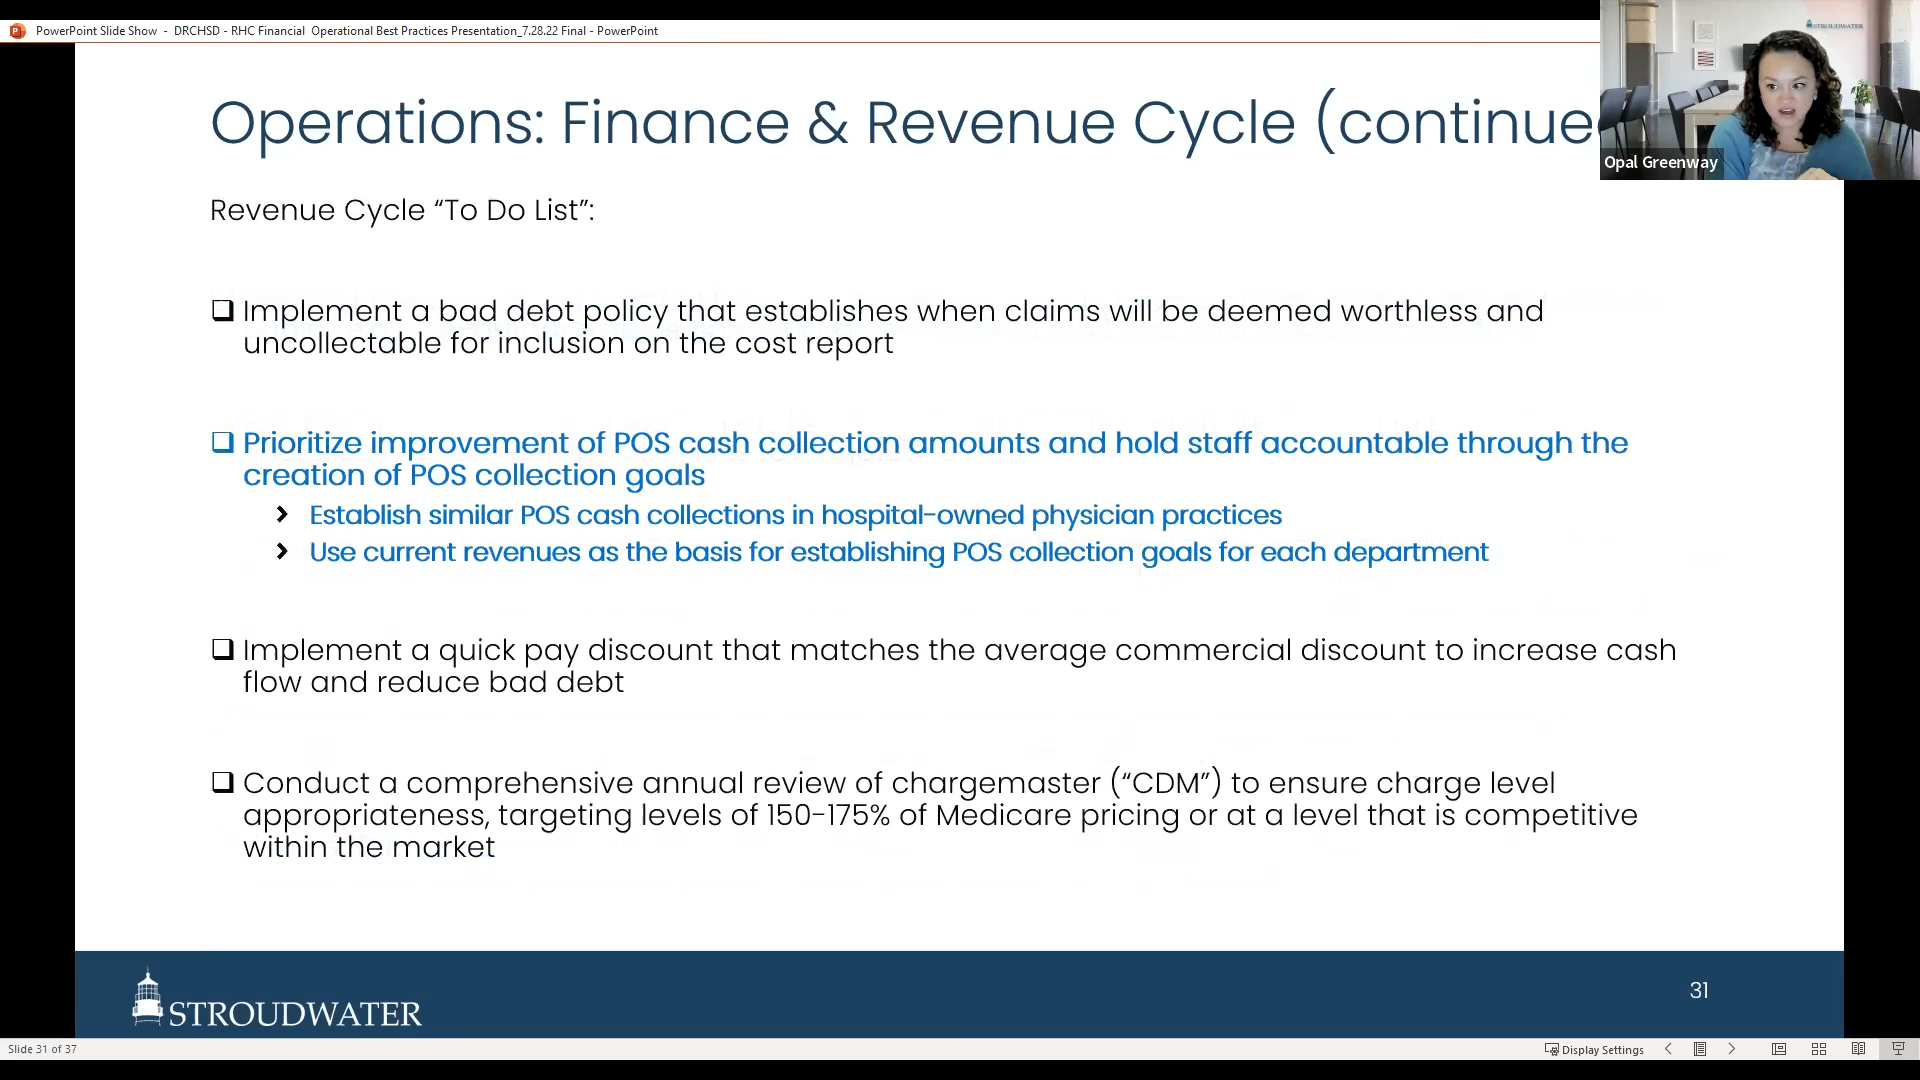 PowerPoint Slide Show - DRCHSD - RHC Financial Operational Best Practices Presentation_7.28.22 Final - PowerPoint
STROUDWATER
Opal Greenway
Operations: Finance & Revenue Cycle (continue
Revenue Cycle “To Do List”:
Implement a bad debt policy that establishes when claims will be deemed worthless and
uncollectable for inclusion on the cost report
Prioritize improvement of POS cash collection amounts and hold staff accountable through the
creation of POS collection goals
Establish similar POS cash collections in hospital-owned physician practices
Use current revenues as the basis for establishing POS collection goals for each department
Implement a quick pay discount that matches the average commercial discount to increase cash
flow and reduce bad debt
Conduct a comprehensive annual review of chargemaster (“CDM”) to ensure charge level
appropriateness, targeting levels of 150-175% of Medicare pricing or at a level that is competitive
within the market
STROUDWATER
31
Slide 31 of 37
Display Settings